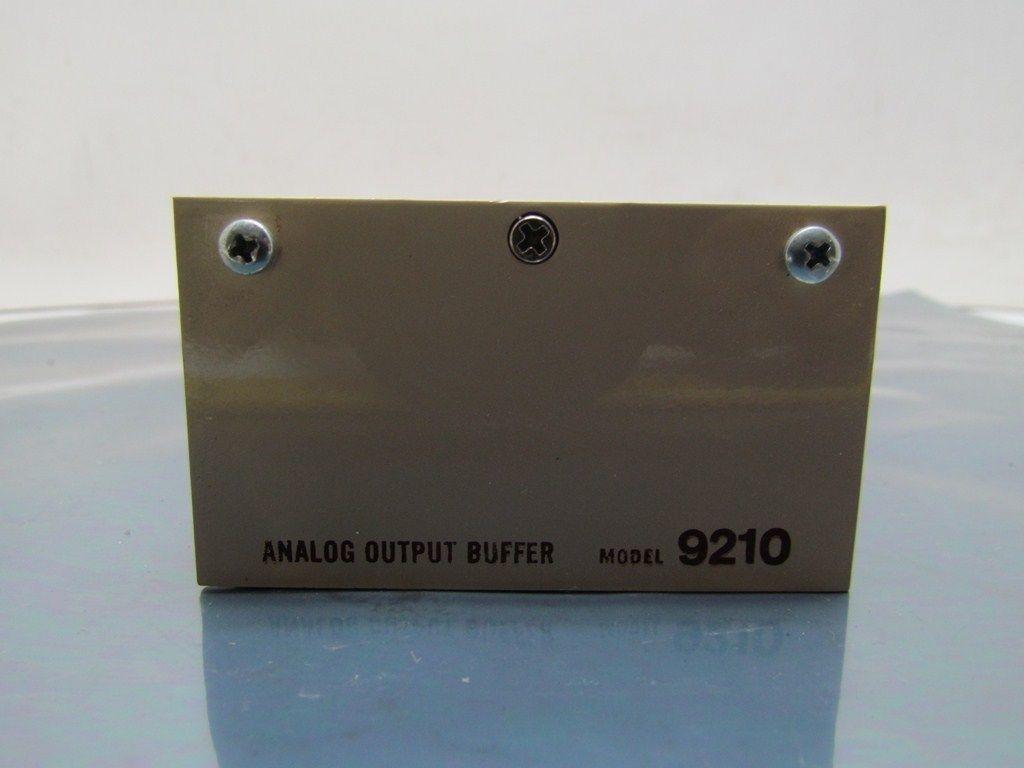 ANALOG OUTPUT BUFFER MODEL 9210